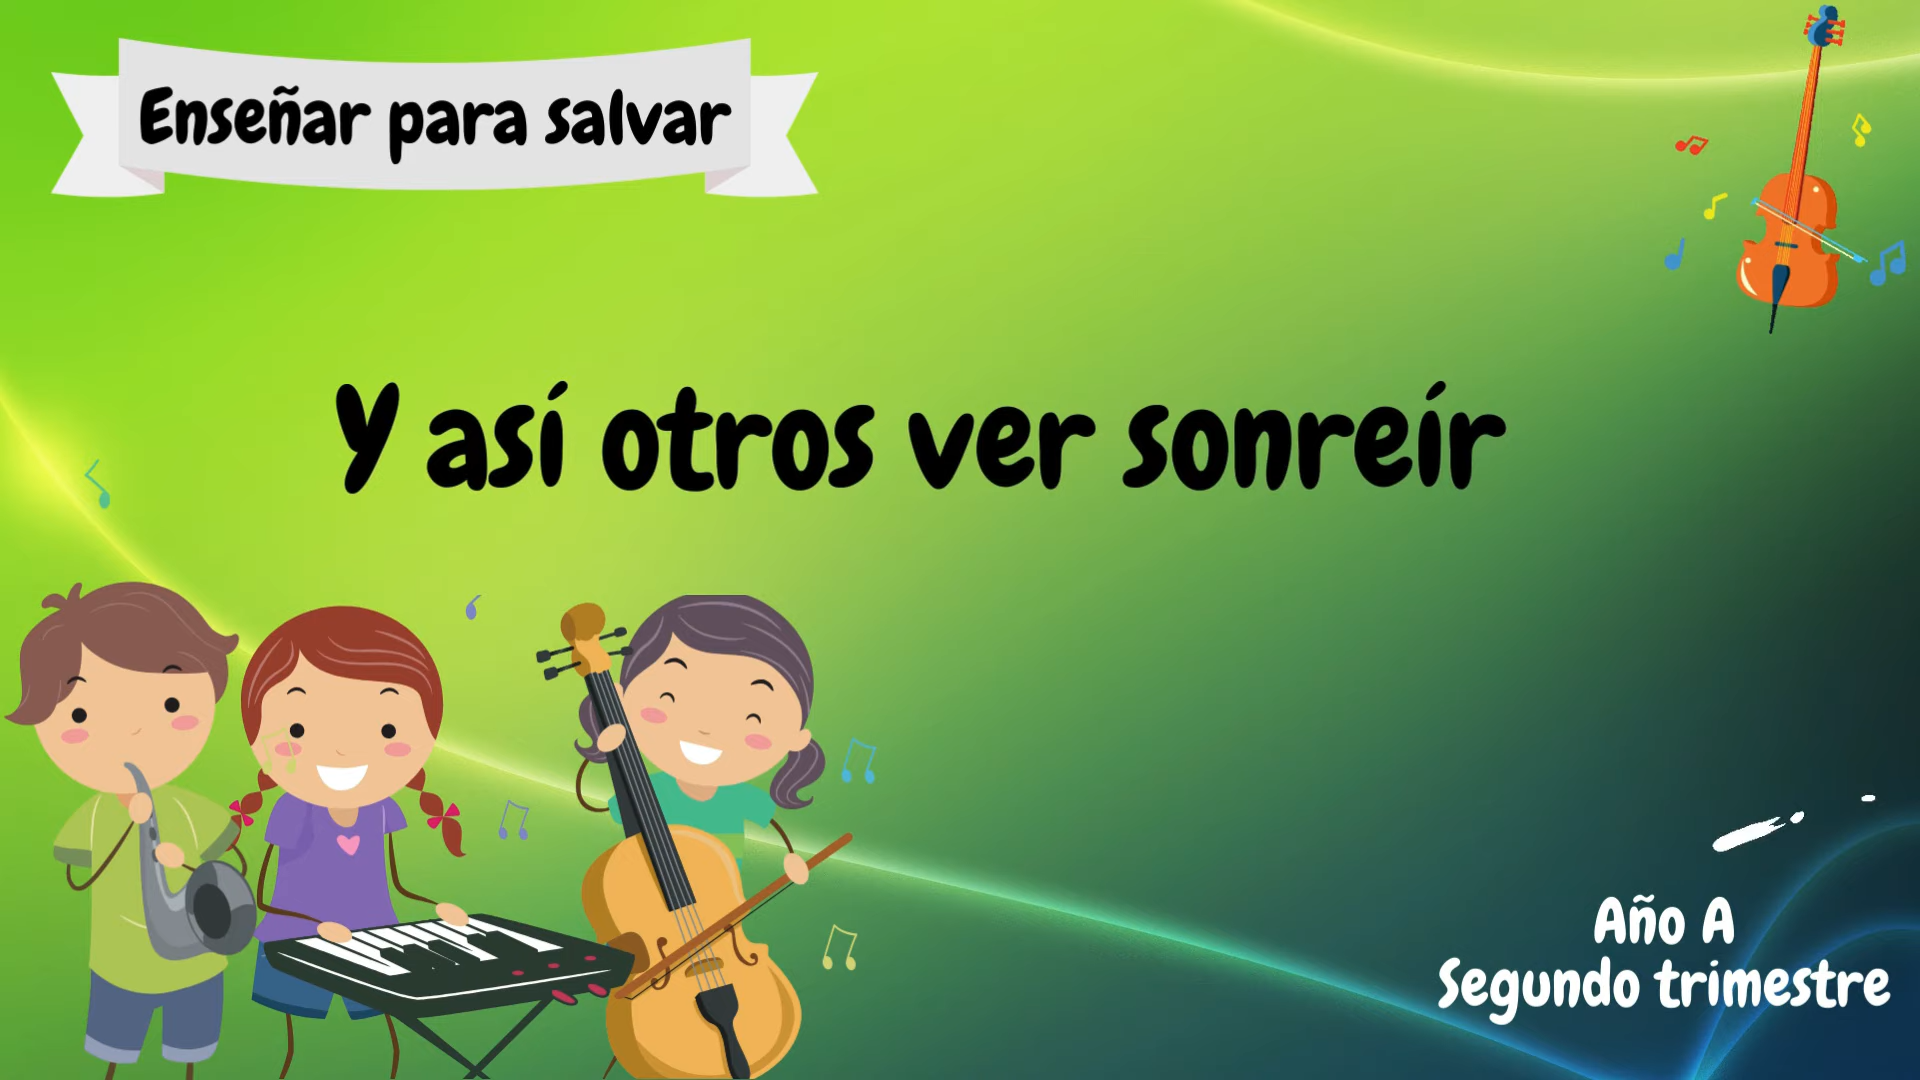 Enseñar para salvar
Y así otros ver sonreír
Año A
Segundo trimestre